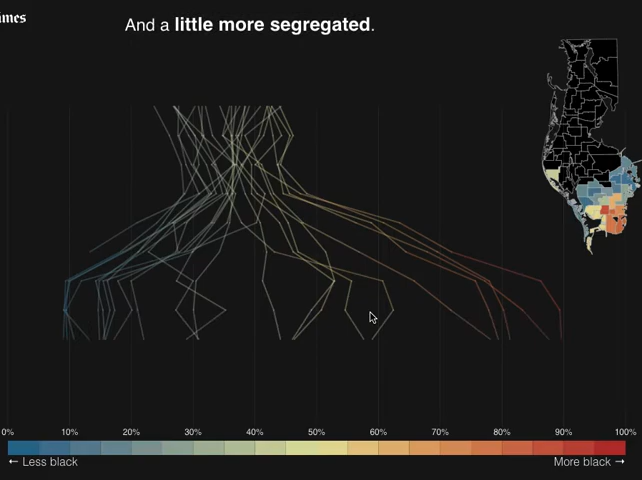 And a little more segregated.
0% 10% 20% 30% 40% 50% 60% 70% 80% 90% 100%
← Less black More black →